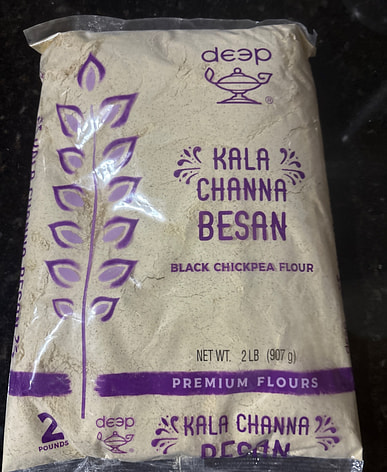 deep
®
KALA
CHANNA
BESAN
BLACK CHICKPEA FLOUR
NET WT. 2 LB (907 g)
PREMIUM FLOURS
2
POUNDS
deep
KALA CHANNA
BESAN